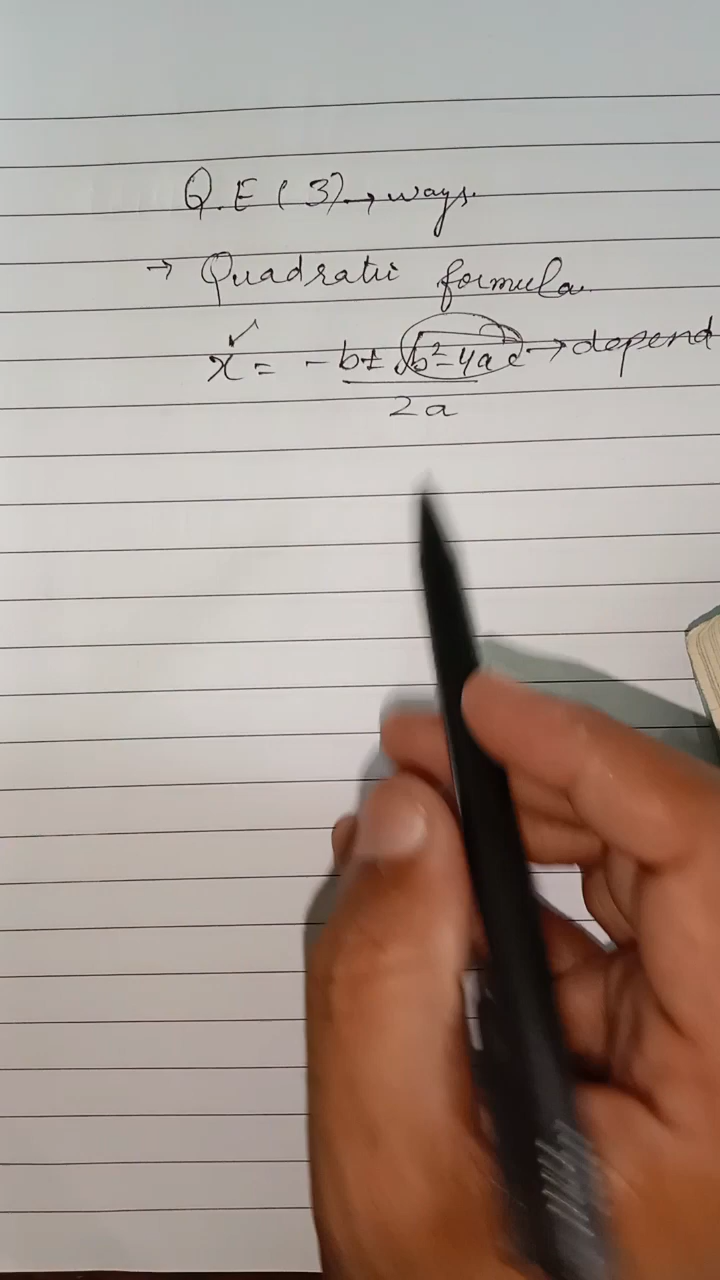 Q.E (3) → ways.
→ Quadratic formula.
✓
x = -b ± √b²-4ac → depend
2a